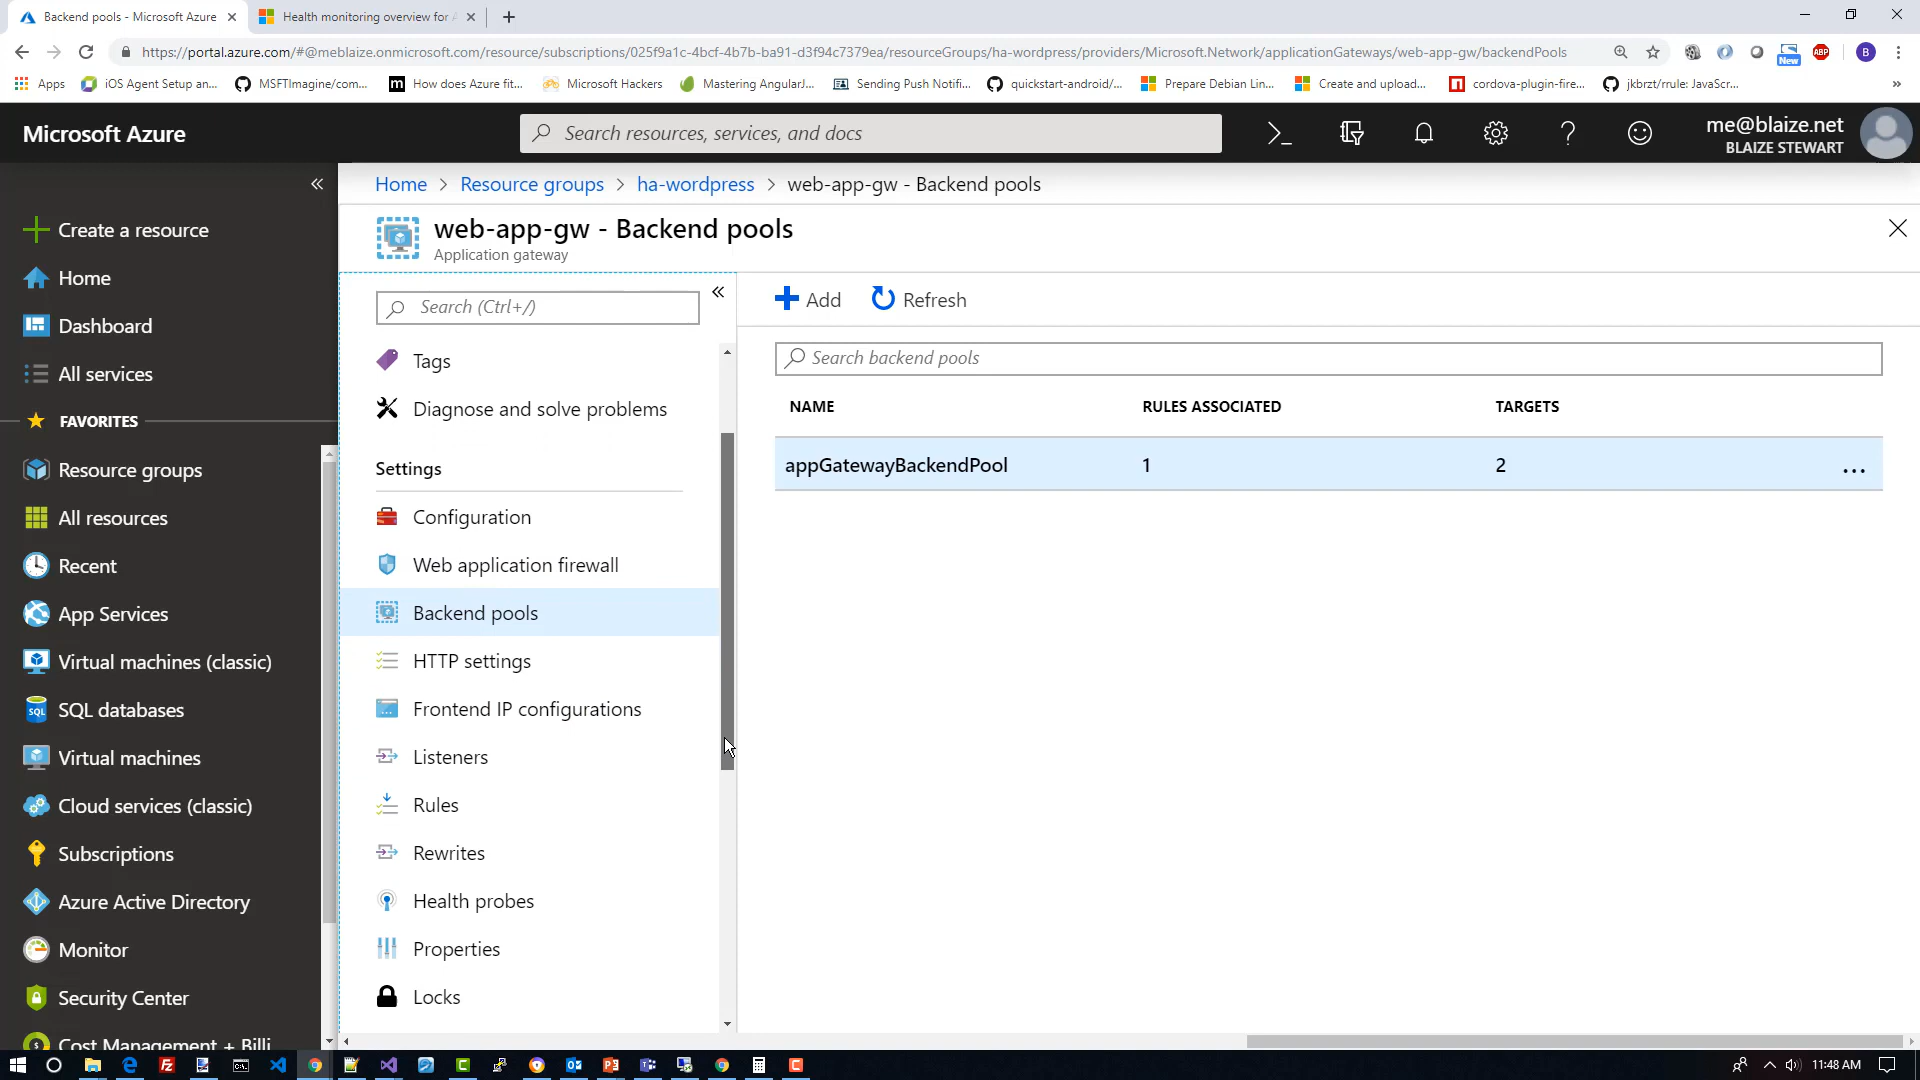 Backend pools - Microsoft Azure
Health monitoring overview for
https://portal.azure.com/#@meblaize.onmicrosoft.com/resource/subscriptions/025f9a1c-4bcf-4b7b-ba91-d3f94c7379ea/resourceGroups/ha-wordpress/providers/Microsoft.Network/applicationGateways/web-app-gw/backendPools
New
ABP
B
Apps
iOS Agent Setup an...
MSFTImagine/com...
m
How does Azure fit...
Microsoft Hackers
Mastering AngularJ...
Sending Push Notifi...
quickstart-android/...
Prepare Debian Lin...
Create and upload...
cordova-plugin-fire...
jkbrzt/rrule: JavaScr...
»
Microsoft Azure
Search resources, services, and docs
me@blaize.net
BLAIZE STEWART
Home > Resource groups > ha-wordpress > web-app-gw - Backend pools
web-app-gw - Backend pools
Application gateway
Create a resource
Home
Dashboard
All services
FAVORITES
Resource groups
All resources
Recent
App Services
Virtual machines (classic)
SQL
SQL databases
Virtual machines
Cloud services (classic)
Subscriptions
Azure Active Directory
Monitor
Security Center
Cost Management + Billi
Search (Ctrl+/)
Tags
Diagnose and solve problems
Settings
Configuration
Web application firewall
Backend pools
HTTP settings
Frontend IP configurations
Listeners
Rules
Rewrites
Health probes
Properties
Locks
Add
Refresh
Search backend pools
NAME RULES ASSOCIATED TARGETS
appGatewayBackendPool 1 2 ...
11:48 AM